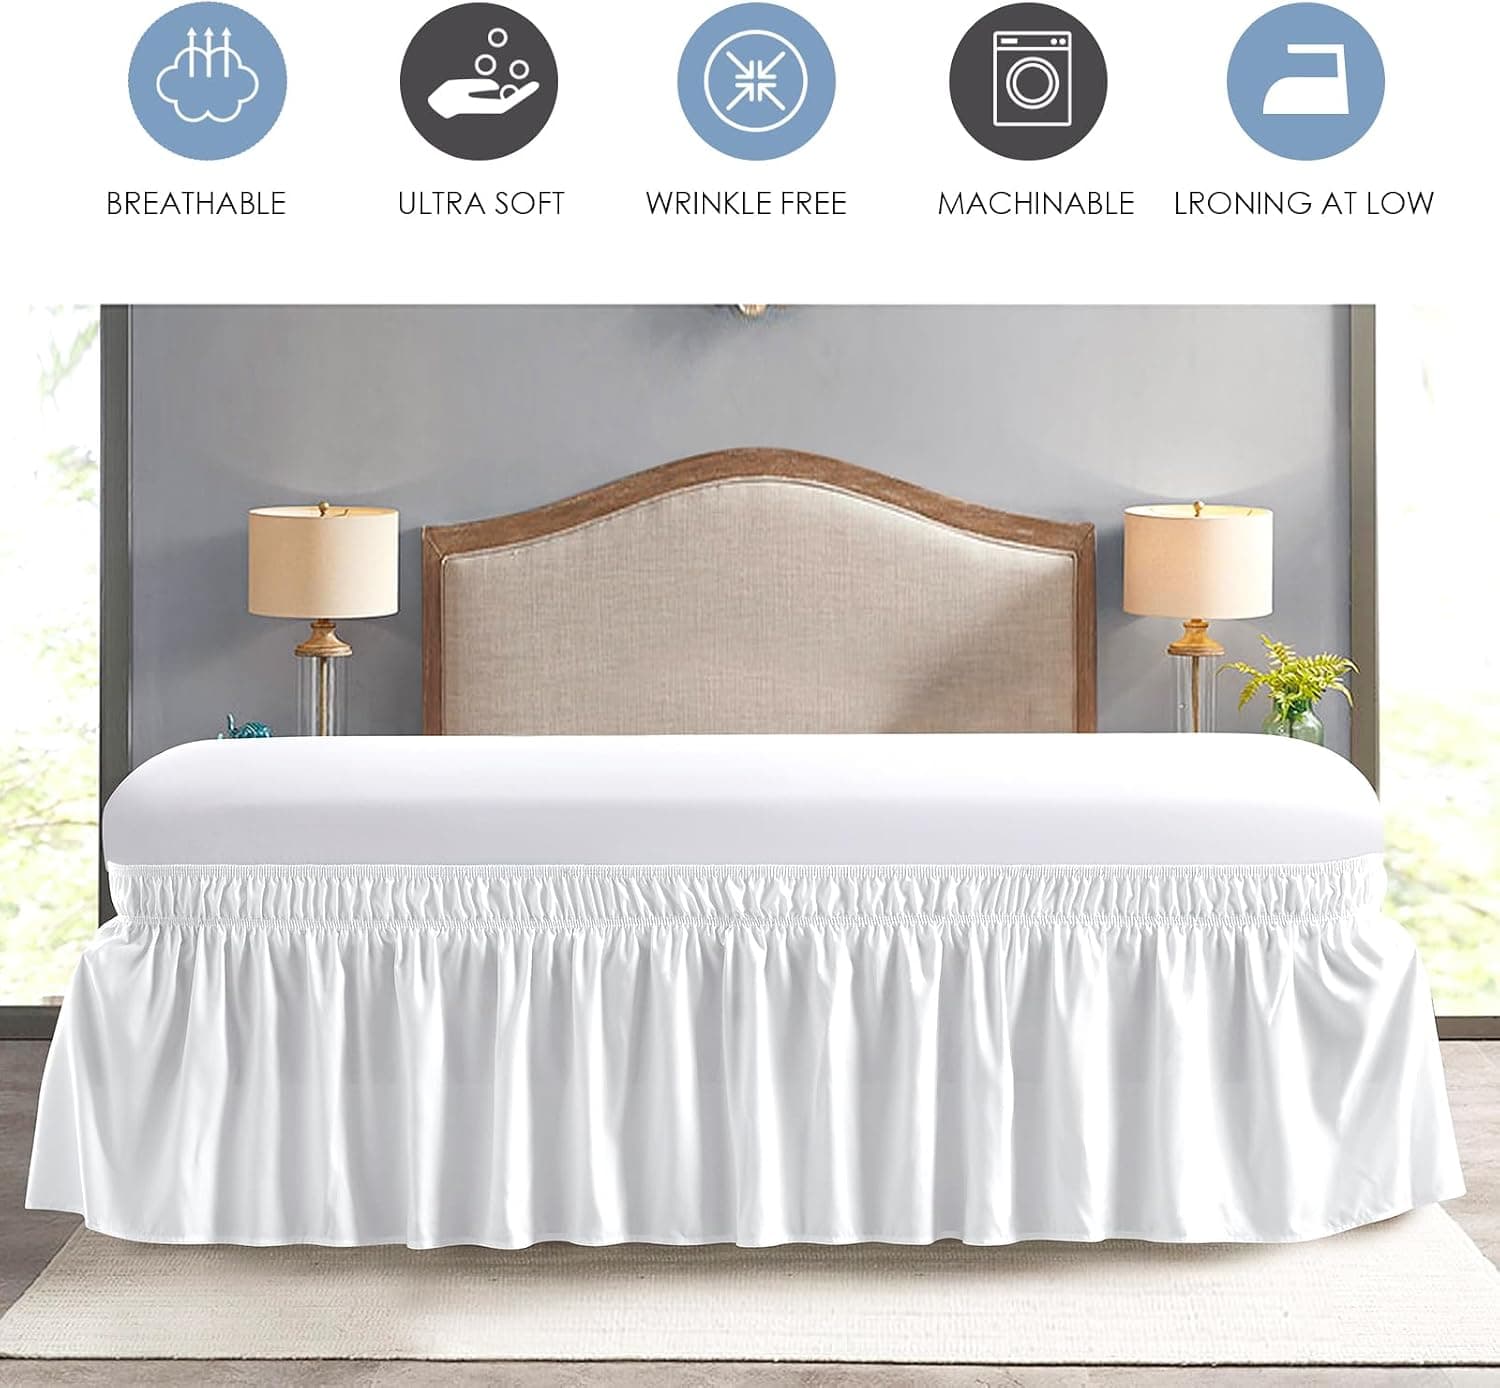 BREATHABLE
ULTRA SOFT
WRINKLE FREE
MACHINABLE
LRONING AT LOW